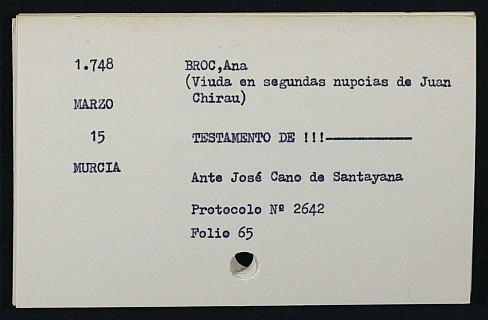 1.748 BROC,Ana
(Viuda en segundas nupcias de Juan
MARZO Chirau)
15 TESTAMENTO DE !!!------------
MURCIA
Ante José Cano de Santayana
Protocolo Nº 2642
Folio 65